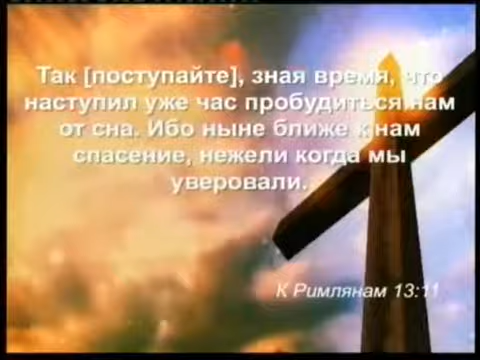 Так [поступайте], зная время, что
наступил уже час пробудиться нам
от сна. Ибо ныне ближе к нам
спасение, нежели когда мы
уверовали.
К Римлянам 13:11